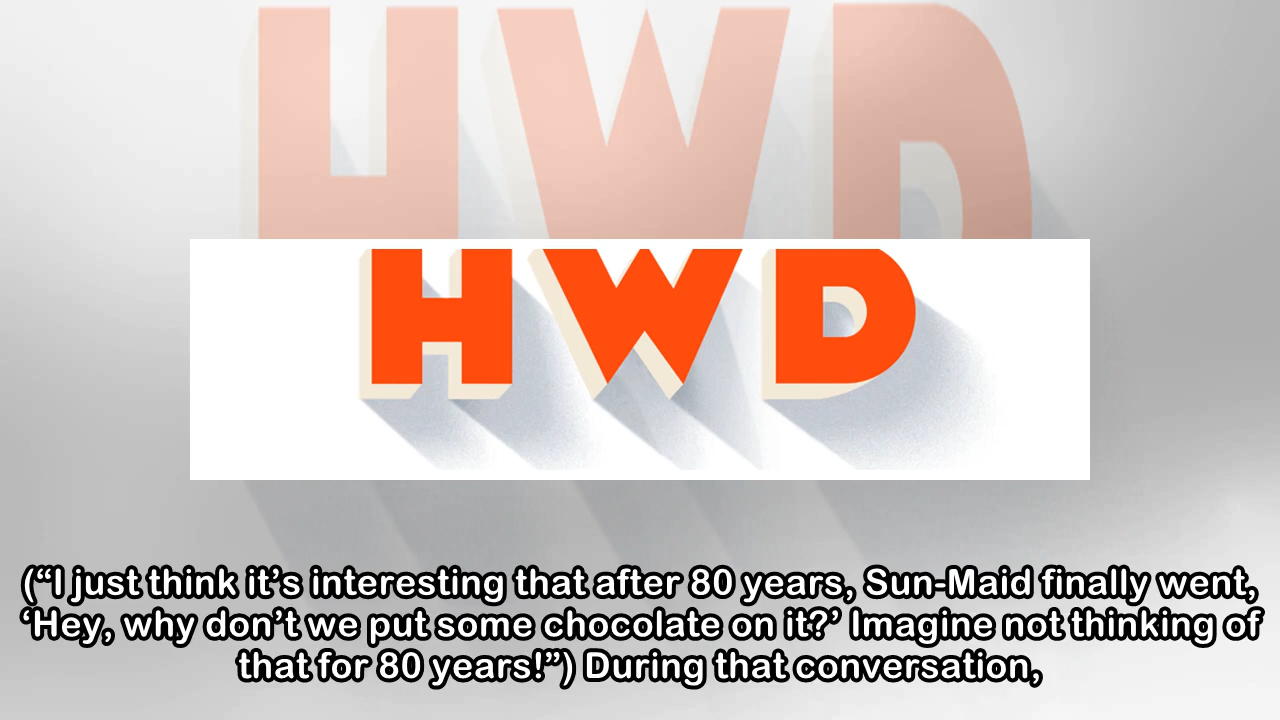 HWD
HWD
(“I just think it’s interesting that after 80 years, Sun-Maid finally went,
‘Hey, why don’t we put some chocolate on it?’ Imagine not thinking of
that for 80 years!”) During that conversation,